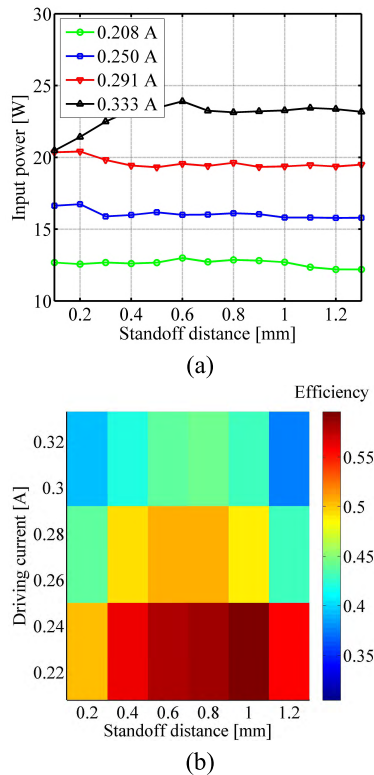 30
25
20
15
10
Input power [W]
0.208 A
0.250 A
0.291 A
0.333 A
0.2 0.4 0.6 0.8 1 1.2
Standoff distance [mm]
(a)
Efficiency
0.32
0.3
0.28
0.26
0.24
0.22
Driving current [A]
0.55
0.5
0.45
0.4
0.35
0.2 0.4 0.6 0.8 1 1.2
Standoff distance [mm]
(b)